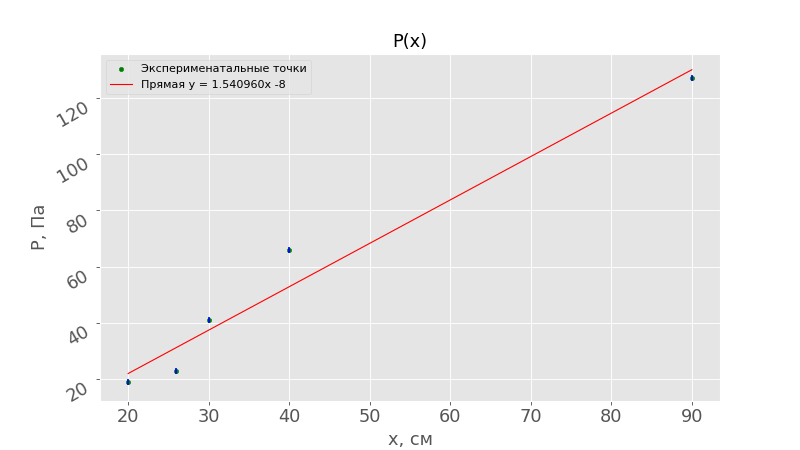 P(x)
Эксперименатальные точки
Прямая y = 1.540960x -8
120
100
80
60
40
20
P, Па
20 30 40 50 60 70 80 90
x, см